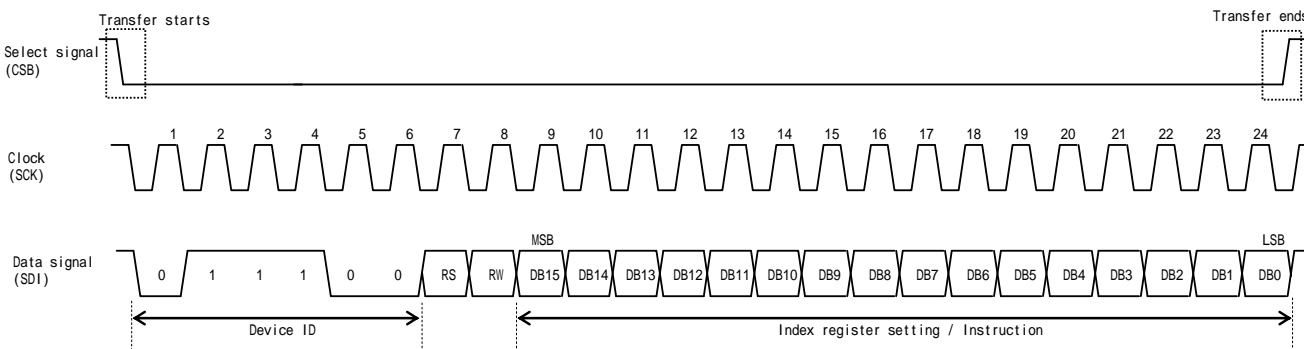 Transfer starts
Transfer ends
Select signal
(CSB)
1 2 3 4 5 6 7 8 9 10 11 12 13 14 15 16 17 18 19 20 21 22 23 24
Clock
(SCK)
MSB
LSB
Data signal
(SDI)
0 1 1 1 0 0 RS RW DB15 DB14 DB13 DB12 DB11 DB10 DB9 DB8 DB7 DB6 DB5 DB4 DB3 DB2 DB1 DB0
Device ID
Index register setting / Instruction